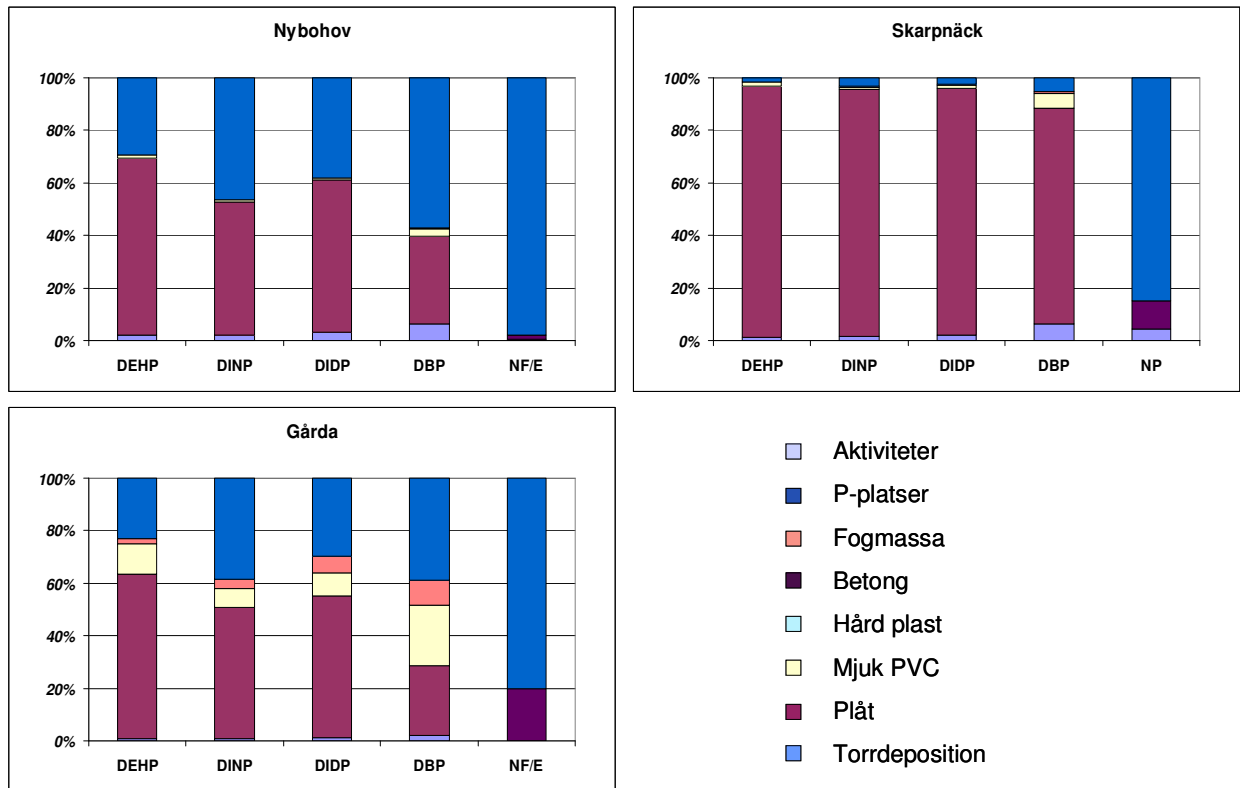 Nybohov
100%
80%
60%
40%
20%
0%
DEHP DINP DIDP DBP NF/E
Skarpnäck
100%
80%
60%
40%
20%
0%
DEHP DINP DIDP DBP NP
Gårda
100%
80%
60%
40%
20%
0%
DEHP DINP DIDP DBP NF/E
Aktiviteter
P-platser
Fogmassa
Betong
Hård plast
Mjuk PVC
Plåt
Torrdeposition